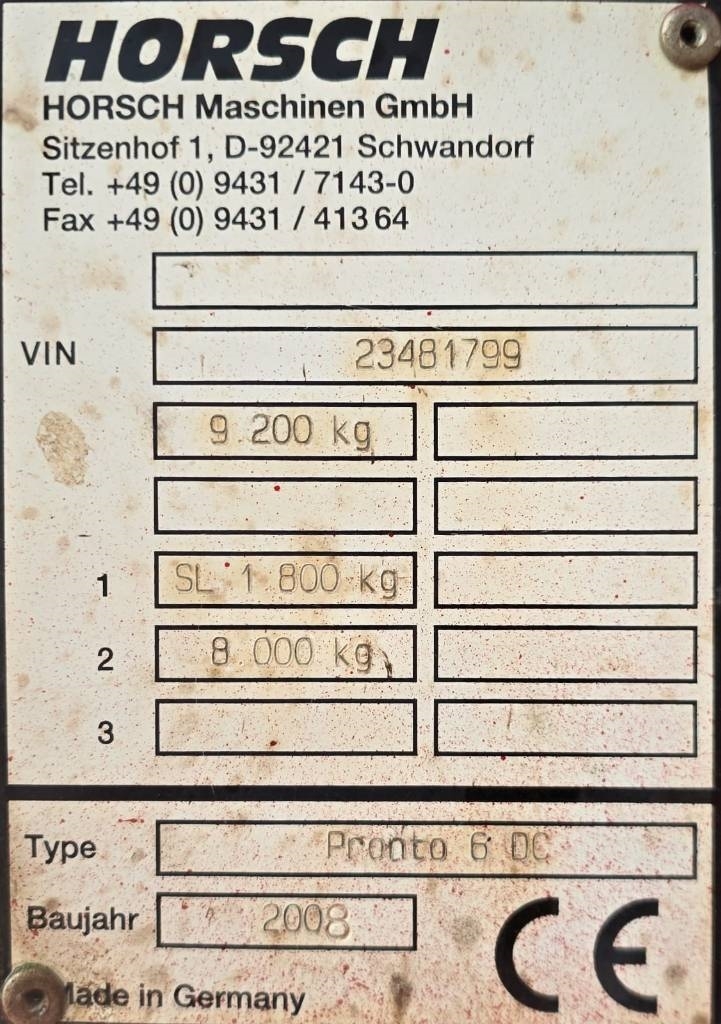 HORSCH
HORSCH Maschinen GmbH
Sitzenhof 1, D-92421 Schwandorf
Tel. +49 (0) 9431 / 7143-0
Fax +49 (0) 9431 / 413 64
VIN 23481799
9.200 kg
1 SL 1.800 kg
2 8.000 kg
3
Type Pronto 6 DC
Baujahr 2008
CE
Made in Germany